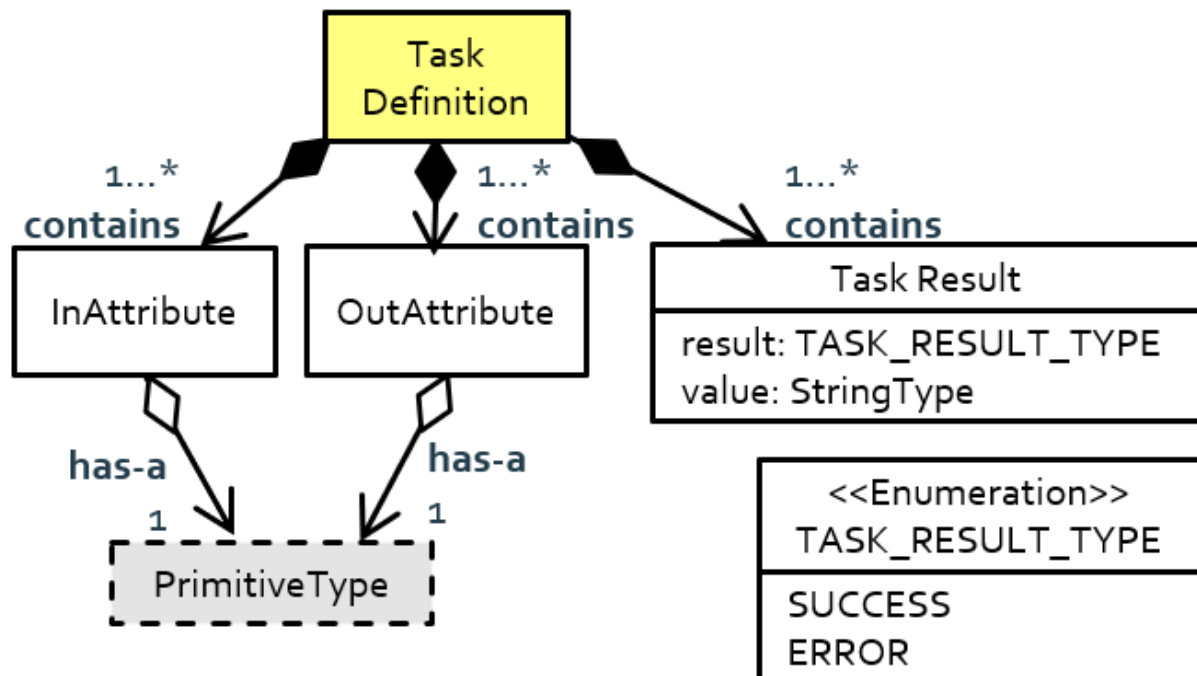 Task
Definition
1...*
contains
1...*
contains
1...*
contains
InAttribute
OutAttribute
Task Result
result: TASK_RESULT_TYPE
value: StringType
has-a
1
has-a
1
PrimitiveType
<<Enumeration>>
TASK_RESULT_TYPE
SUCCESS
ERROR